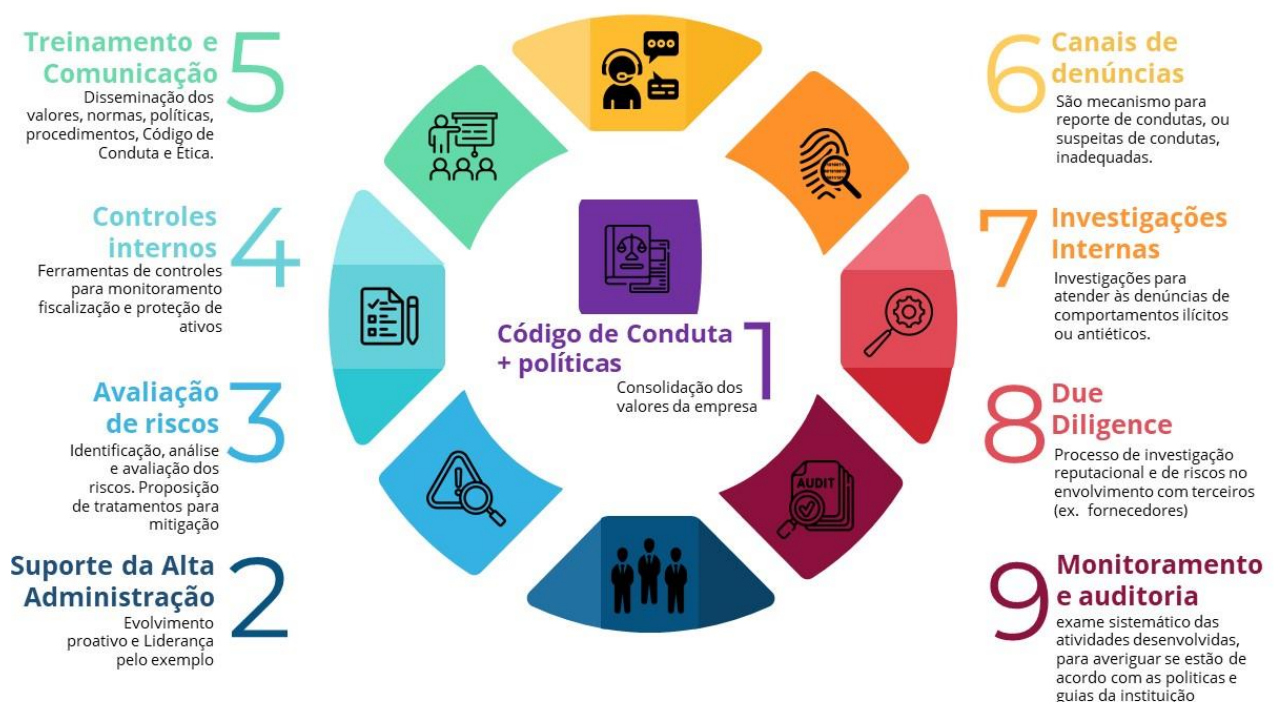 5
Treinamento e
Comunicação
Disseminação dos
valores, normas, políticas,
procedimentos, Código de
Conduta e Ética.
4
Controles
internos
Ferramentas de controles
para monitoramento
fiscalização e proteção de
ativos
3
Avaliação
de riscos
Identificação, análise
e avaliação dos
riscos. Proposição
de tratamentos para
mitigação
2
Suporte da Alta
Administração
Evolvimento
proativo e Liderança
pelo exemplo
1
Código de Conduta
+ políticas
Consolidação dos
valores da empresa
AUDIT
6
Canais de
denúncias
São mecanismo para
reporte de condutas, ou
suspeitas de condutas,
inadequadas.
7
Investigações
Internas
Investigações para
atender às denúncias de
comportamentos ilícitos
ou antiéticos.
8
Due
Diligence
Processo de investigação
reputacional e de riscos no
envolvimento com terceiros
(ex. fornecedores)
9
Monitoramento
e auditoria
exame sistemático das
atividades desenvolvidas,
para averiguar se estão de
acordo com as politicas e
guias da instituição